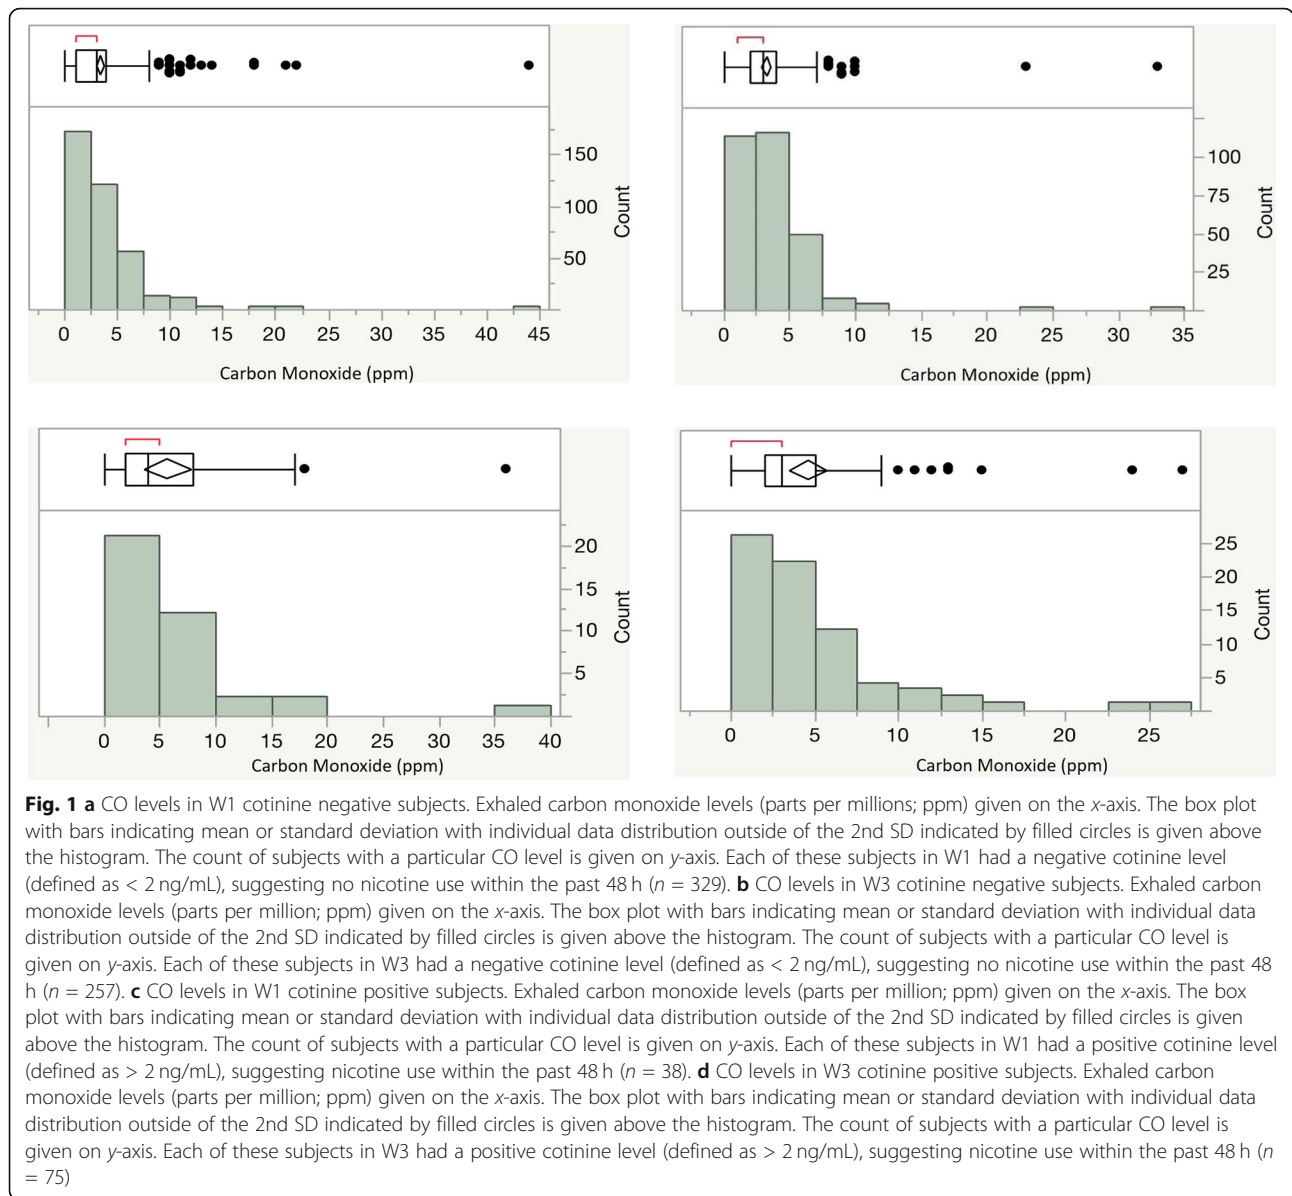 150
100
50
Count
0 5 10 15 20 25 30 35 40 45
Carbon Monoxide (ppm)
100
75
50
25
Count
0 5 10 15 20 25 30 35
Carbon Monoxide (ppm)
20
15
10
5
Count
0 5 10 15 20 25 30 35 40
Carbon Monoxide (ppm)
25
20
15
10
5
Count
0 5 10 15 20 25
Carbon Monoxide (ppm)
Fig. 1 a CO levels in W1 cotinine negative subjects. Exhaled carbon monoxide levels (parts per millions; ppm) given on the x-axis. The box plot
with bars indicating mean or standard deviation with individual data distribution outside of the 2nd SD indicated by filled circles is given above
the histogram. The count of subjects with a particular CO level is given on y-axis. Each of these subjects in W1 had a negative cotinine level
(defined as < 2 ng/mL), suggesting no nicotine use within the past 48 h (n = 329). b CO levels in W3 cotinine negative subjects. Exhaled carbon
monoxide levels (parts per million; ppm) given on the x-axis. The box plot with bars indicating mean or standard deviation with individual data
distribution outside of the 2nd SD indicated by filled circles is given above the histogram. The count of subjects with a particular CO level is
given on y-axis. Each of these subjects in W3 had a negative cotinine level (defined as < 2 ng/mL), suggesting no nicotine use within the past 48
h (n = 257). c CO levels in W1 cotinine positive subjects. Exhaled carbon monoxide levels (parts per million; ppm) given on the x-axis. The box
plot with bars indicating mean or standard deviation with individual data distribution outside of the 2nd SD indicated by filled circles is given
above the histogram. The count of subjects with a particular CO level is given on y-axis. Each of these subjects in W1 had a positive cotinine level
(defined as > 2 ng/mL), suggesting nicotine use within the past 48 h (n = 38). d CO levels in W3 cotinine positive subjects. Exhaled carbon
monoxide levels (parts per million; ppm) given on the x-axis. The box plot with bars indicating mean or standard deviation with individual data
distribution outside of the 2nd SD indicated by filled circles is given above the histogram. The count of subjects with a particular CO level is
given on y-axis. Each of these subjects in W3 had a positive cotinine level (defined as > 2 ng/mL), suggesting nicotine use within the past 48 h (n
= 75)